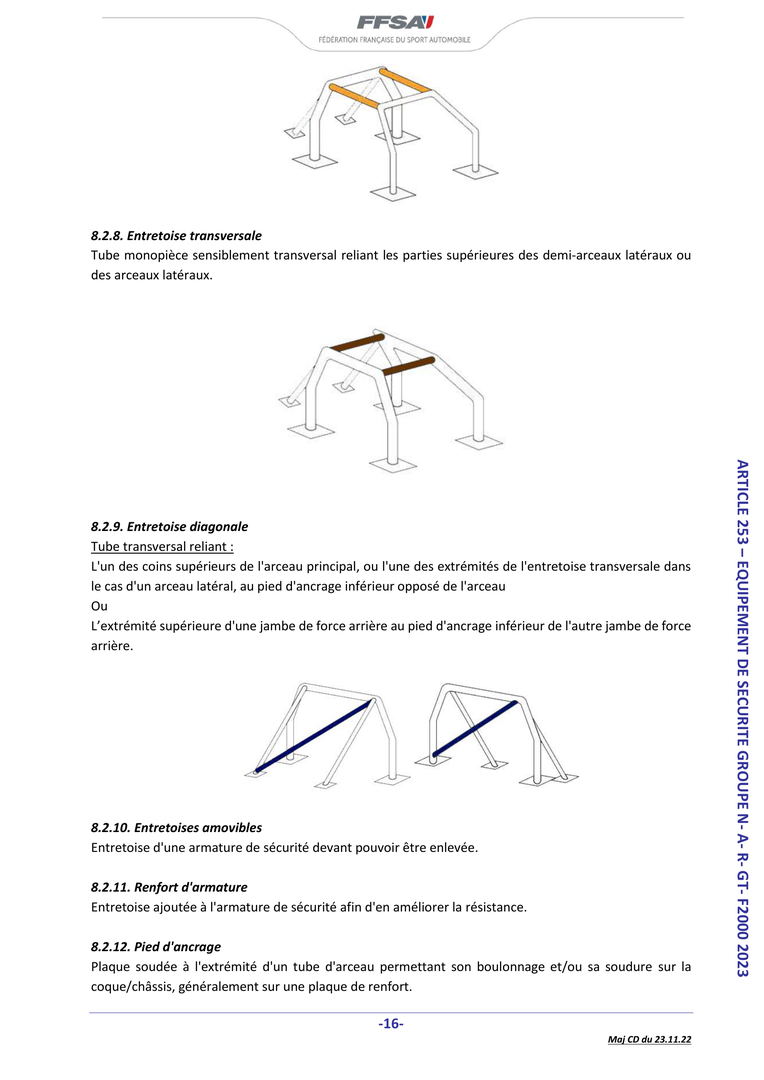 FFSA
FÉDÉRATION FRANÇAISE DU SPORT AUTOMOBILE
8.2.8. Entretoise transversale
Tube monopièce sensiblement transversal reliant les parties supérieures des demi-arceaux latéraux ou
des arceaux latéraux.
8.2.9. Entretoise diagonale
Tube transversal reliant :
L'un des coins supérieurs de l'arceau principal, ou l'une des extrémités de l'entretoise transversale dans
le cas d'un arceau latéral, au pied d'ancrage inférieur opposé de l'arceau
Ou
L’extrémité supérieure d'une jambe de force arrière au pied d'ancrage inférieur de l'autre jambe de force
arrière.
8.2.10. Entretoises amovibles
Entretoise d'une armature de sécurité devant pouvoir être enlevée.
8.2.11. Renfort d'armature
Entretoise ajoutée à l'armature de sécurité afin d'en améliorer la résistance.
8.2.12. Pied d'ancrage
Plaque soudée à l'extrémité d'un tube d'arceau permettant son boulonnage et/ou sa soudure sur la
coque/châssis, généralement sur une plaque de renfort.
ARTICLE 253 – EQUIPEMENT DE SECURITE GROUPE N- A- R- GT- F2000 2023
-16-
Maj CD du 23.11.22